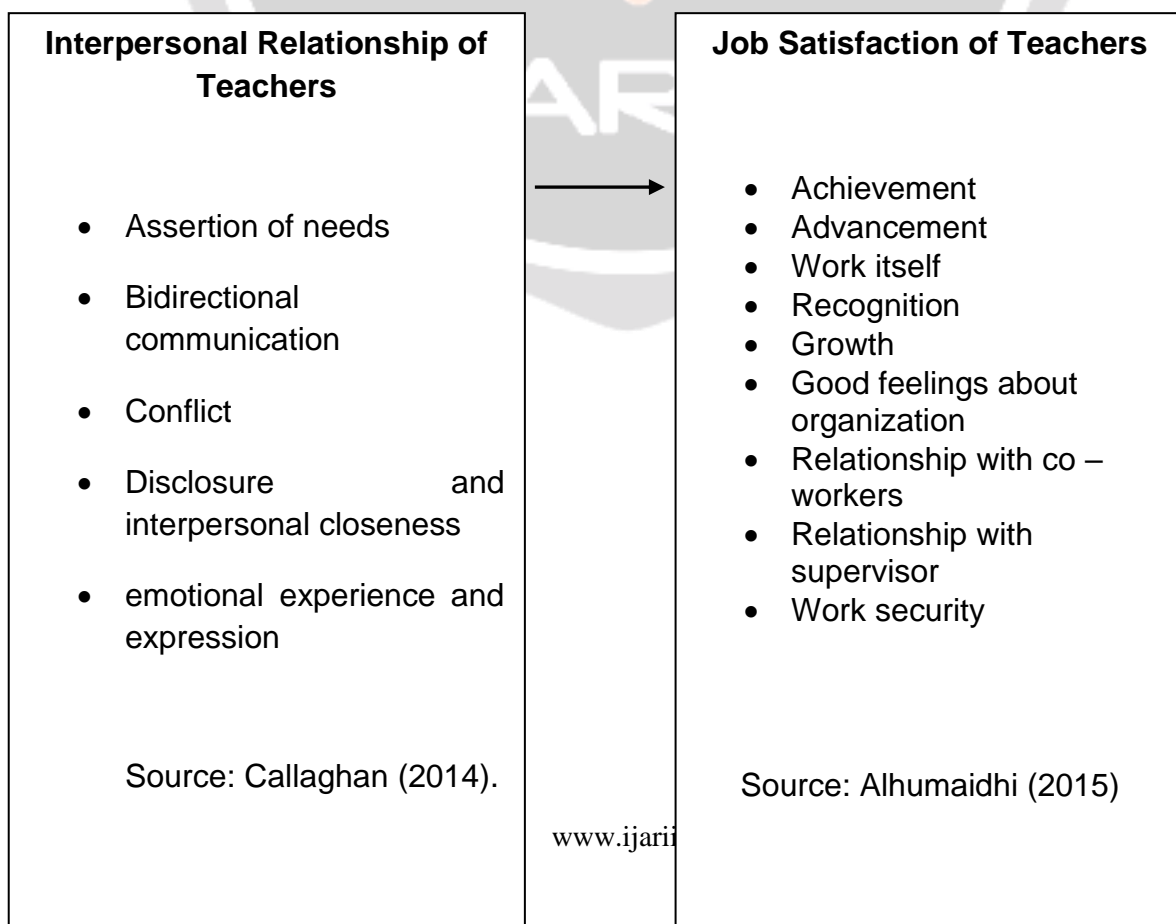 Interpersonal Relationship of
Teachers
• Assertion of needs
• Bidirectional
communication
• Conflict
• Disclosure and
interpersonal closeness
• emotional experience and
expression
Source: Callaghan (2014).
Job Satisfaction of Teachers
• Achievement
• Advancement
• Work itself
• Recognition
• Growth
• Good feelings about
organization
• Relationship with co –
workers
• Relationship with
supervisor
• Work security
Source: Alhumaidhi (2015)